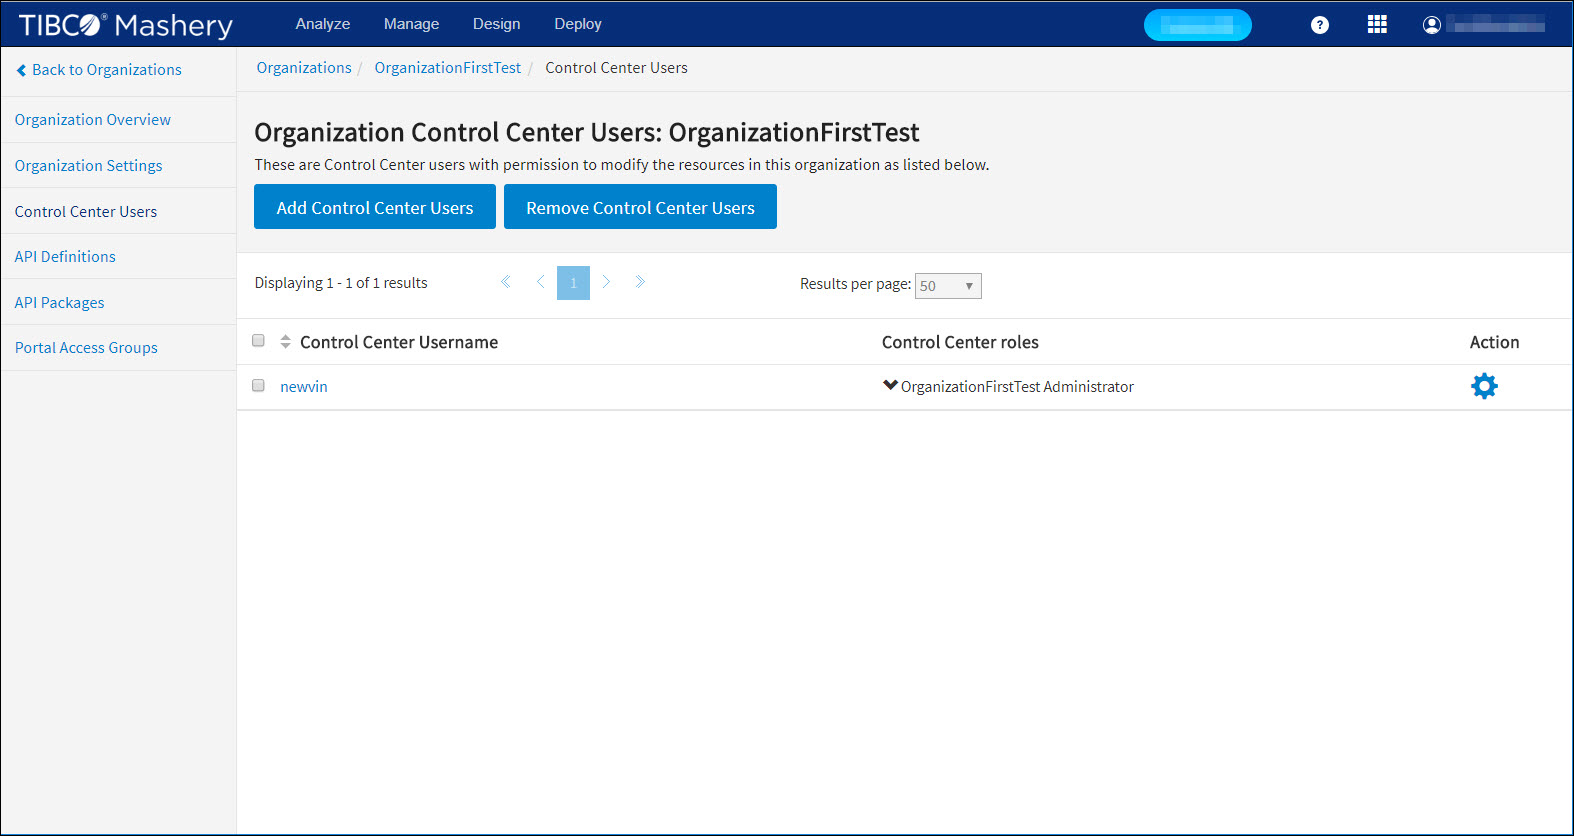 TIBCO® Mashery
Analyze Manage Design Deploy
?
Back to Organizations
Organization Overview
Organization Settings
Control Center Users
API Definitions
API Packages
Portal Access Groups
Organizations / OrganizationFirstTest / Control Center Users
Organization Control Center Users: OrganizationFirstTest
These are Control Center users with permission to modify the resources in this organization as listed below.
Add Control Center Users Remove Control Center Users
Displaying 1 - 1 of 1 results 1 Results per page: 50
Control Center Username Control Center roles Action
newvin OrganizationFirstTest Administrator